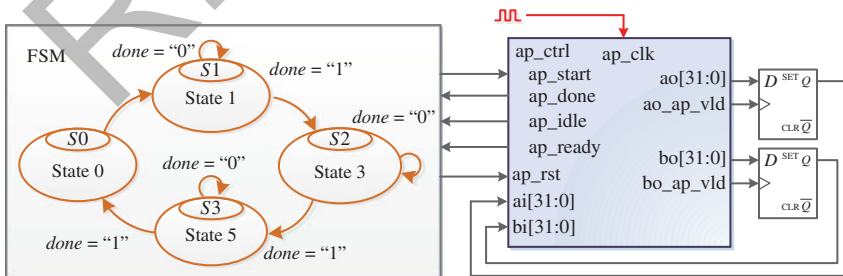 FSM
done = "0"
S1
State 1
done = "1"
S0
State 0
done = "0"
S2
State 3
done = "0"
S3
State 5
done = "1"
done = "1"
ap_ctrl
ap_clk
ap_start
ap_done
ap_idle
ap_ready
ap_rst
ai[31:0]
bi[31:0]
ao[31:0]
ao_ap_vld
bo[31:0]
bo_ap_vld
D SET Q
CLR Q
D SET Q
CLR Q